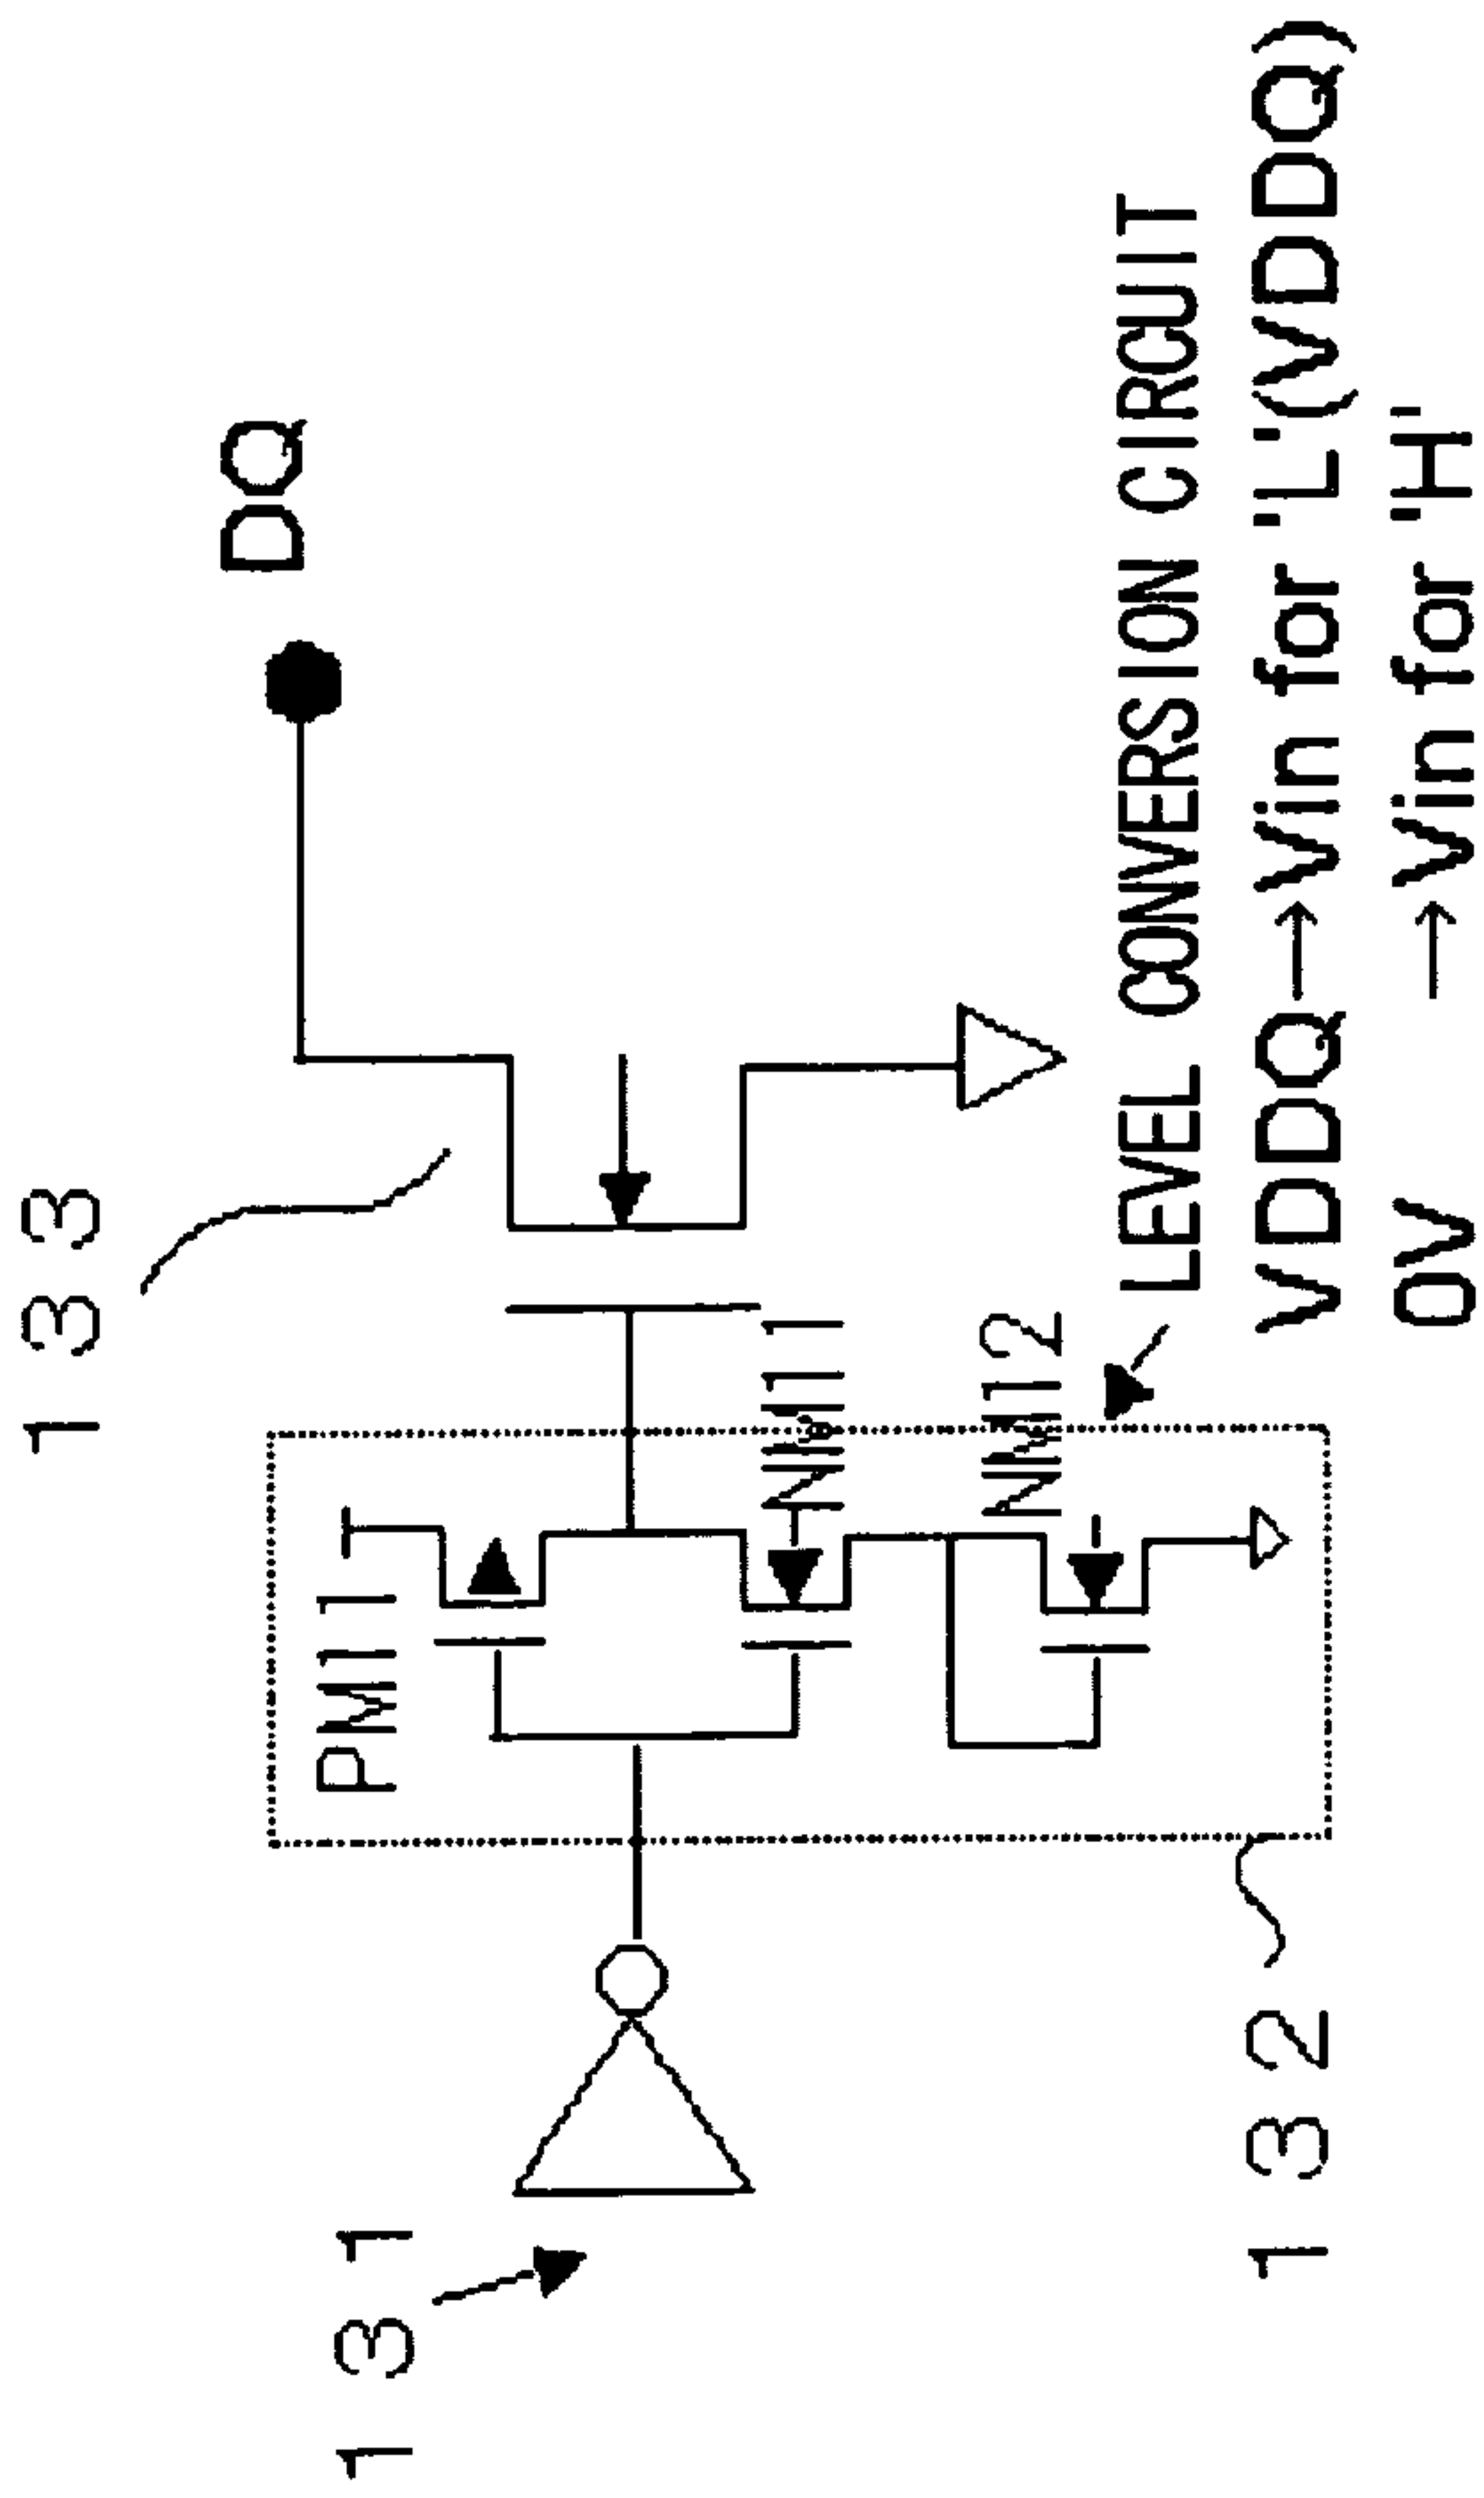 133
DQ
PM11
131
NM11
NM12
LEVEL CONVERSION CIRCUIT
132
VDDQ → Vin for 'L'(VDDQ)
0V → Vin for 'H'